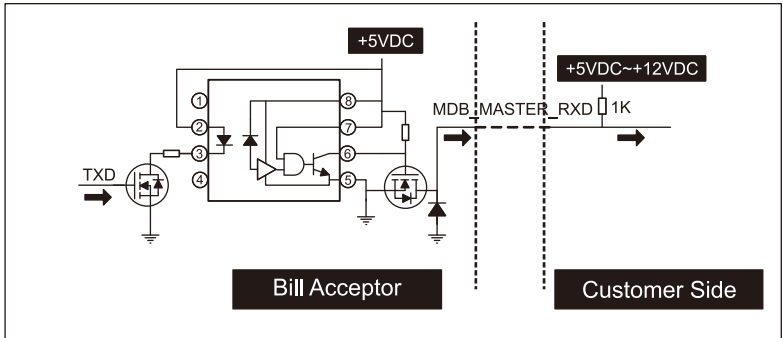 +5VDC
+5VDC~+12VDC
① ⑧
MDB_MASTER_RXD
1K
② ⑦
③ ⑥
TXD
④ ⑤
Bill Acceptor
Customer Side